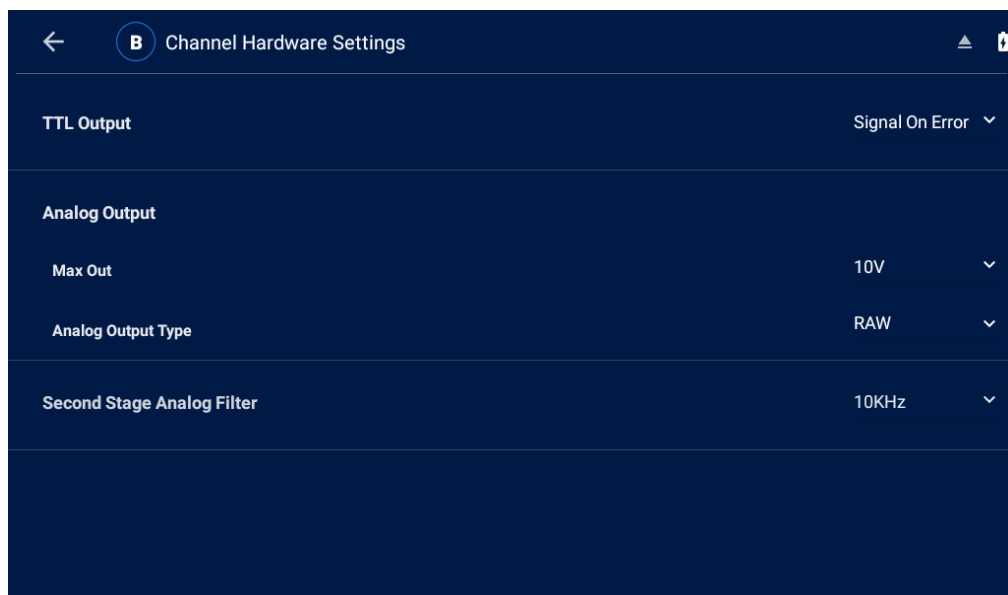 B Channel Hardware Settings
TTL Output Signal On Error
Analog Output
Max Out 10V
Analog Output Type RAW
Second Stage Analog Filter 10KHz